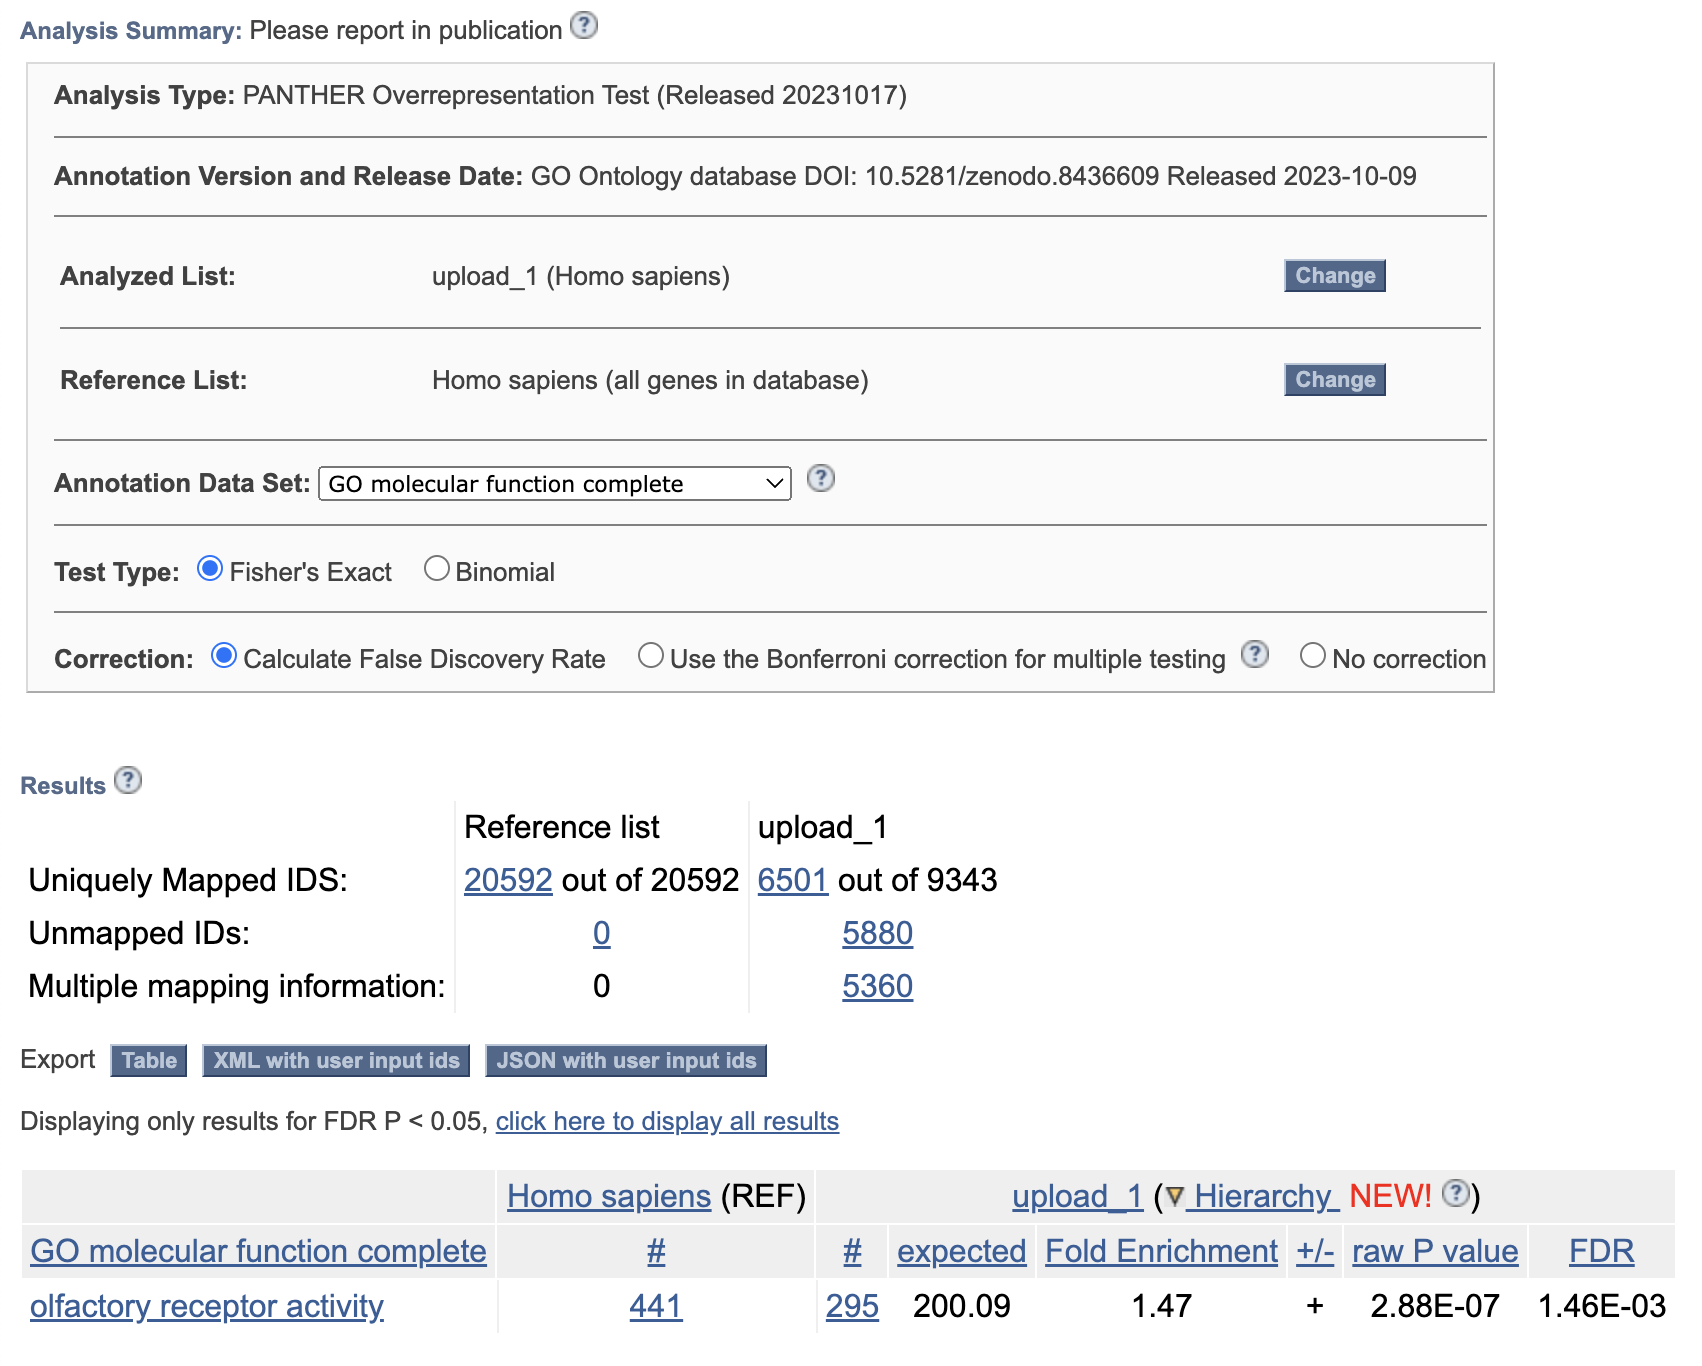 Analysis Summary: Please report in publication ?
Analysis Type: PANTHER Overrepresentation Test (Released 20231017)
Annotation Version and Release Date: GO Ontology database DOI: 10.5281/zenodo.8436609 Released 2023-10-09
Analyzed List: upload_1 (Homo sapiens) Change
Reference List: Homo sapiens (all genes in database) Change
Annotation Data Set: GO molecular function complete ?
Test Type: Fisher's Exact Binomial
Correction: Calculate False Discovery Rate Use the Bonferroni correction for multiple testing ? No correction
Results ?
Reference list upload_1
Uniquely Mapped IDS: 20592 out of 20592 6501 out of 9343
Unmapped IDs: 0 5880
Multiple mapping information: 0 5360
Export Table XML with user input ids JSON with user input ids
Displaying only results for FDR P < 0.05, click here to display all results
Homo sapiens (REF) upload_1 (▼ Hierarchy NEW! ?)
GO molecular function complete # # expected Fold Enrichment +/- raw P value FDR
olfactory receptor activity 441 295 200.09 1.47 + 2.88E-07 1.46E-03